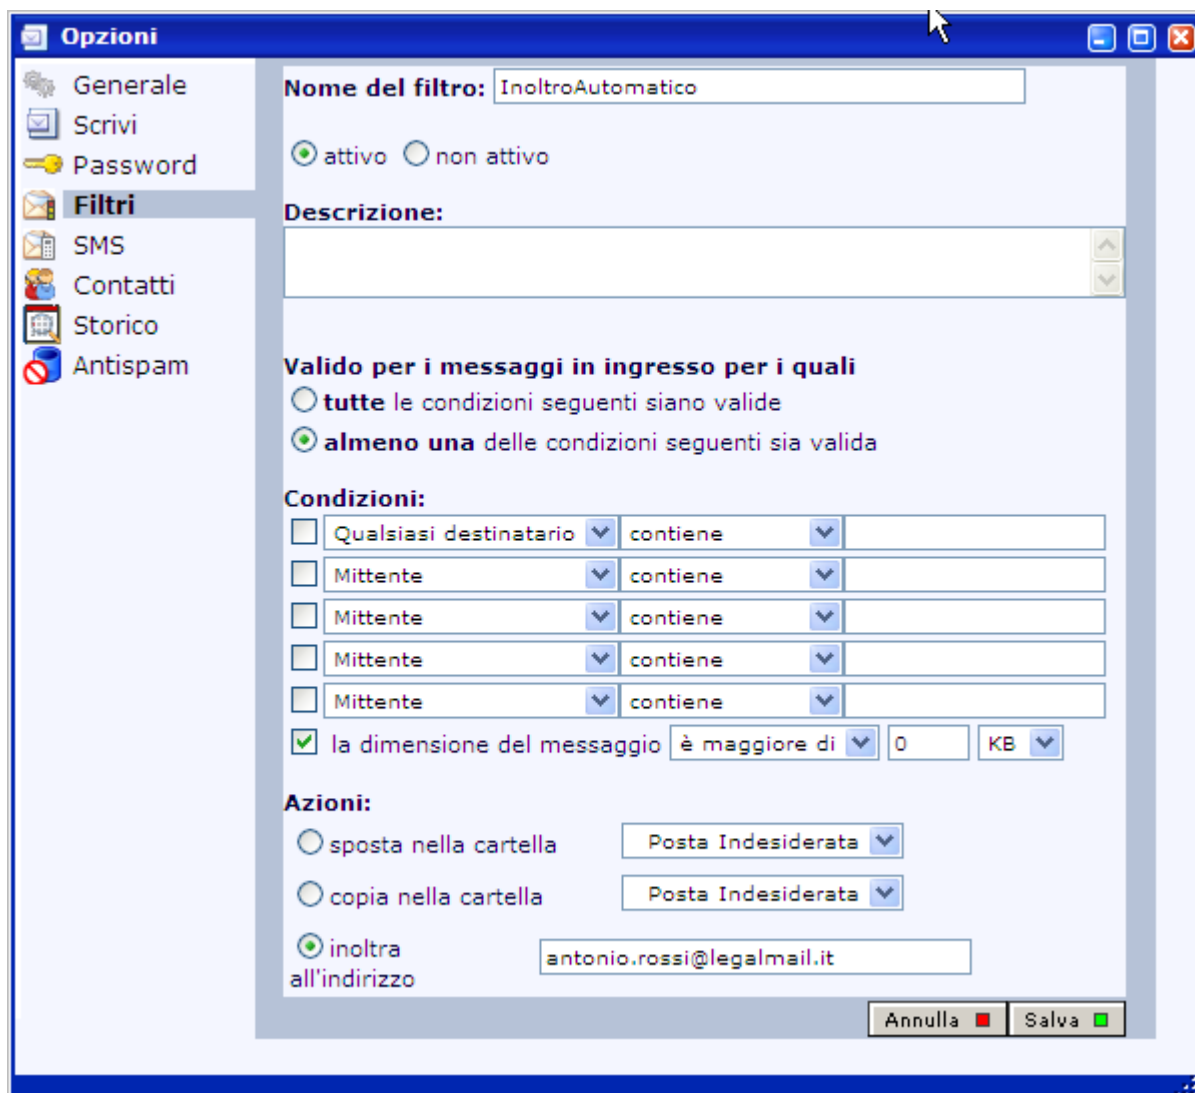 Opzioni
Generale
Scrivi
Password
Filtri
SMS
Contatti
Storico
Antispam
Nome del filtro: InoltroAutomatico
attivo non attivo
Descrizione:
Valido per i messaggi in ingresso per i quali
tutte le condizioni seguenti siano valide
almeno una delle condizioni seguenti sia valida
Condizioni:
Qualsiasi destinatario contiene
Mittente contiene
Mittente contiene
Mittente contiene
Mittente contiene
la dimensione del messaggio è maggiore di 0 KB
Azioni:
sposta nella cartella Posta Indesiderata
copia nella cartella Posta Indesiderata
inoltra
all'indirizzo antonio.rossi@legalmail.it
Annulla Salva